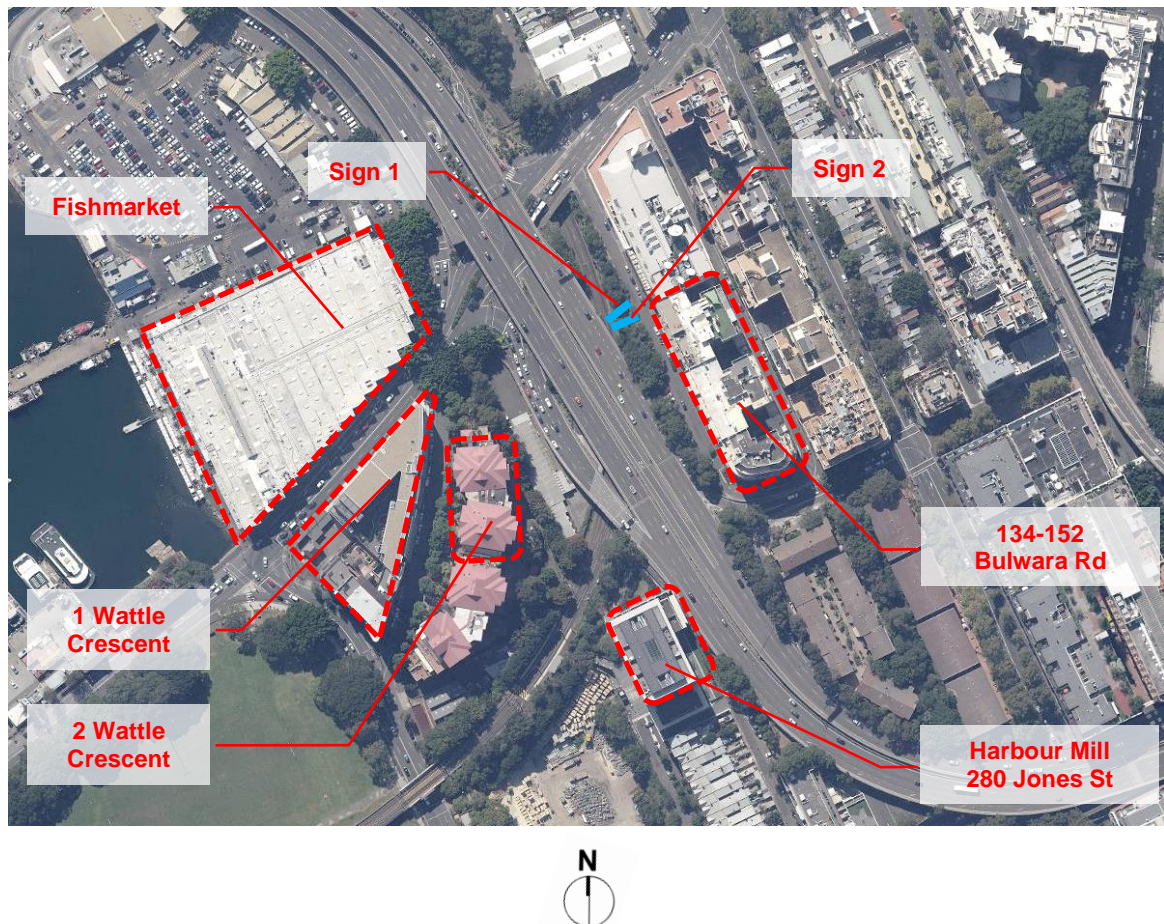 Sign 1
Sign 2
Fishmarket
134-152
Bulwara Rd
1 Wattle
Crescent
2 Wattle
Crescent
Harbour Mill
280 Jones St
N